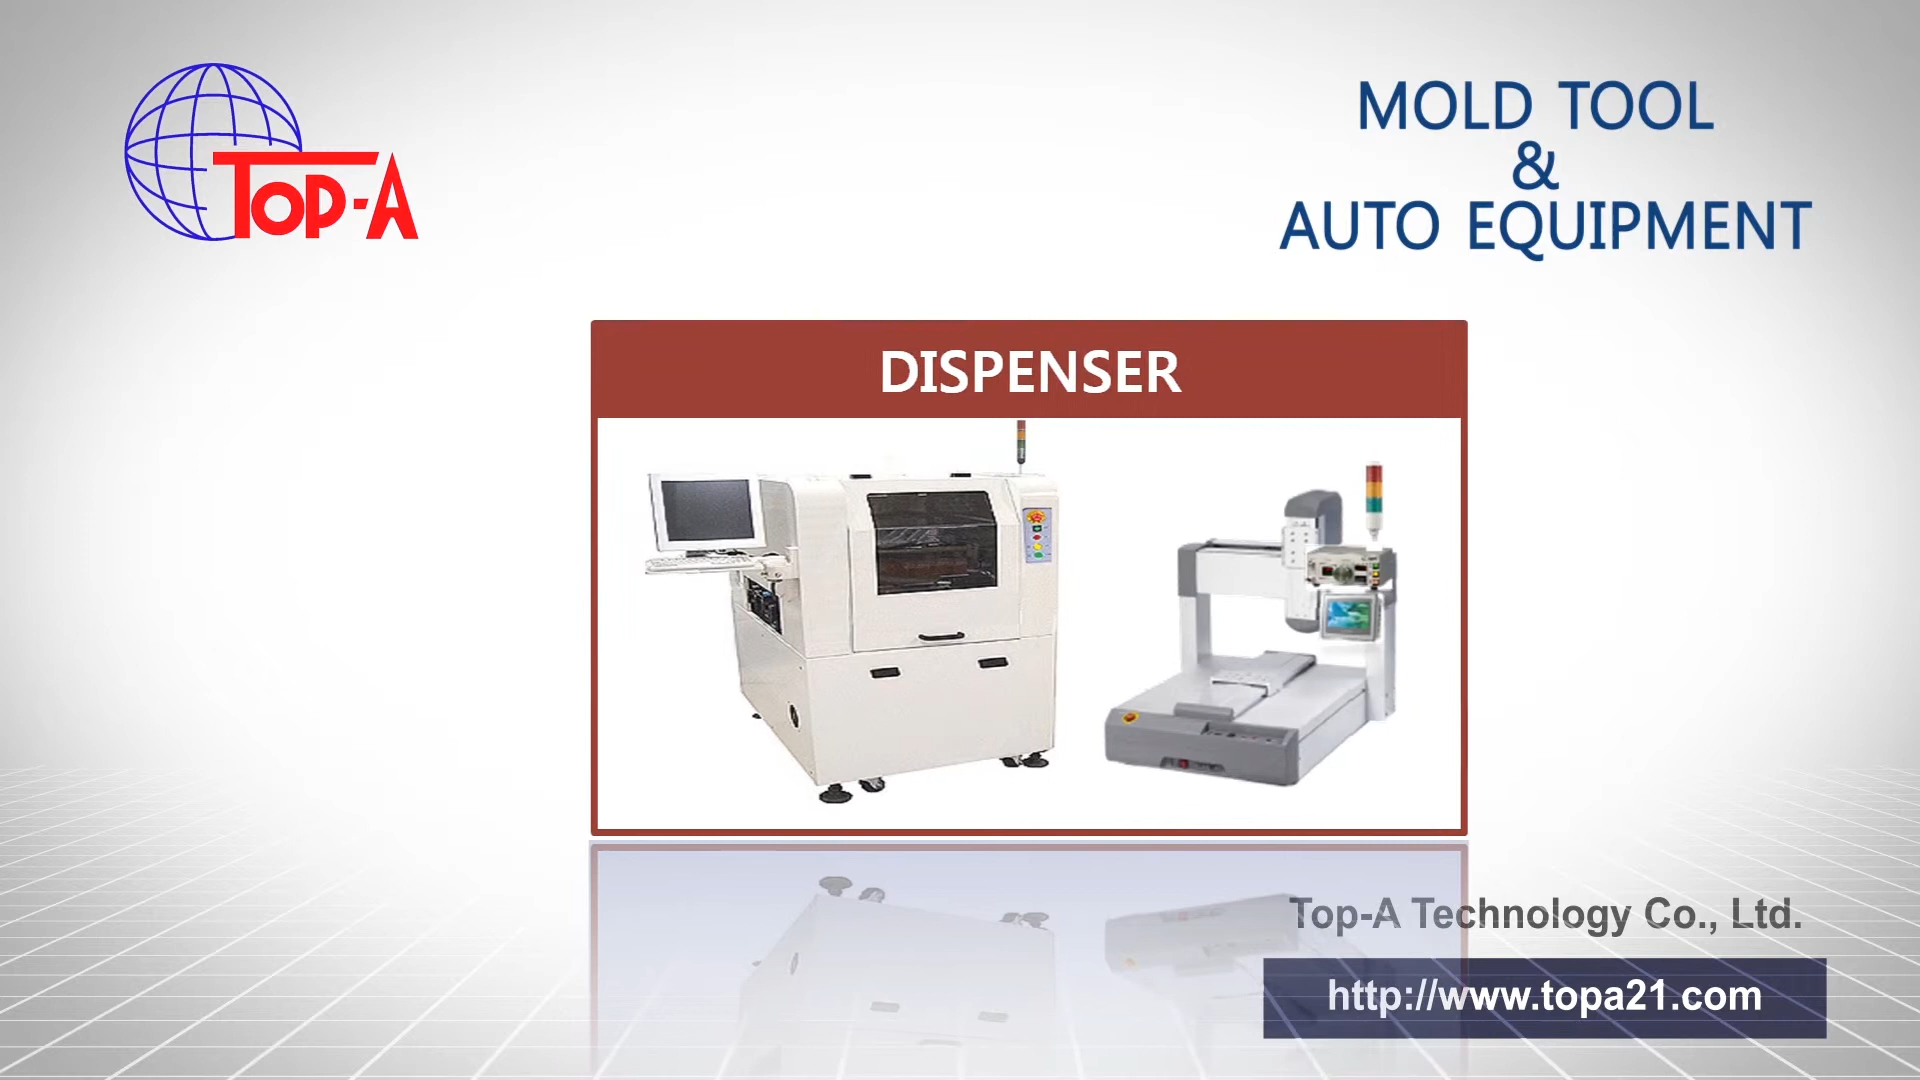 TOP-A
MOLD TOOL
&
AUTO EQUIPMENT
DISPENSER
Top-A Technology Co., Ltd.
http://www.topa21.com